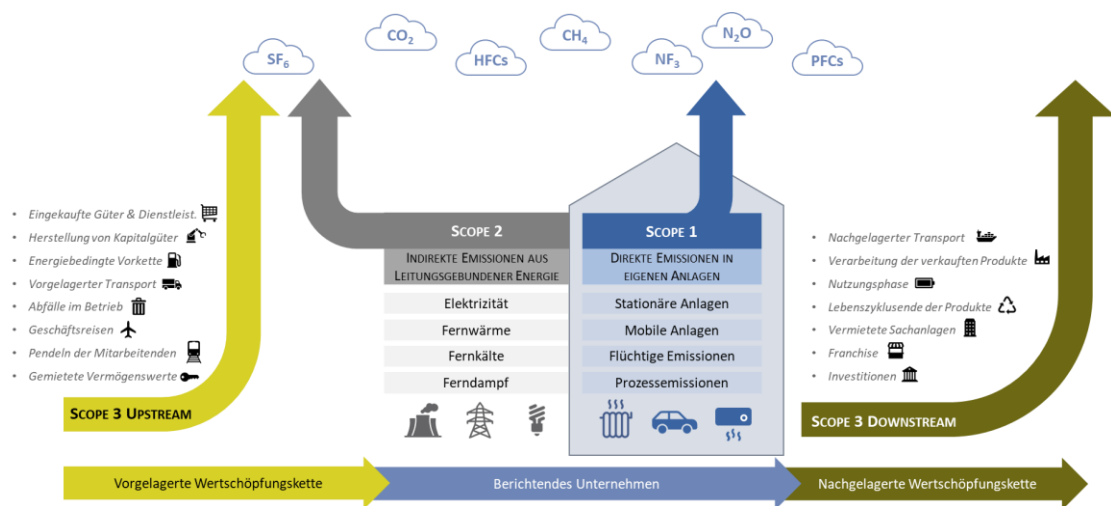 SF₆
CO₂
HFCs
CH₄
NF₃
N₂O
PFCs
• Eingekaufte Güter & Dienstleist.
• Herstellung von Kapitalgüter
• Energiebedingte Vorkette
• Vorgelagerter Transport
• Abfälle im Betrieb
• Geschäftsreisen
• Pendeln der Mitarbeitenden
• Gemietete Vermögenswerte
SCOPE 3 UPSTREAM
SCOPE 2
INDIREKTE EMISSIONEN AUS
LEITUNGSGEBUNDENER ENERGIE
Elektrizität
Fernwärme
Fernkälte
Ferndampf
SCOPE 1
DIREKTE EMISSIONEN IN
EIGENEN ANLAGEN
Stationäre Anlagen
Mobile Anlagen
Flüchtige Emissionen
Prozessemissionen
• Nachgelagerter Transport
• Verarbeitung der verkauften Produkte
• Nutzungsphase
• Lebenszyklusende der Produkte
• Vermietete Sachanlagen
• Franchise
• Investitionen
SCOPE 3 DOWNSTREAM
Vorgelagerte Wertschöpfungskette
Berichtendes Unternehmen
Nachgelagerte Wertschöpfungskette